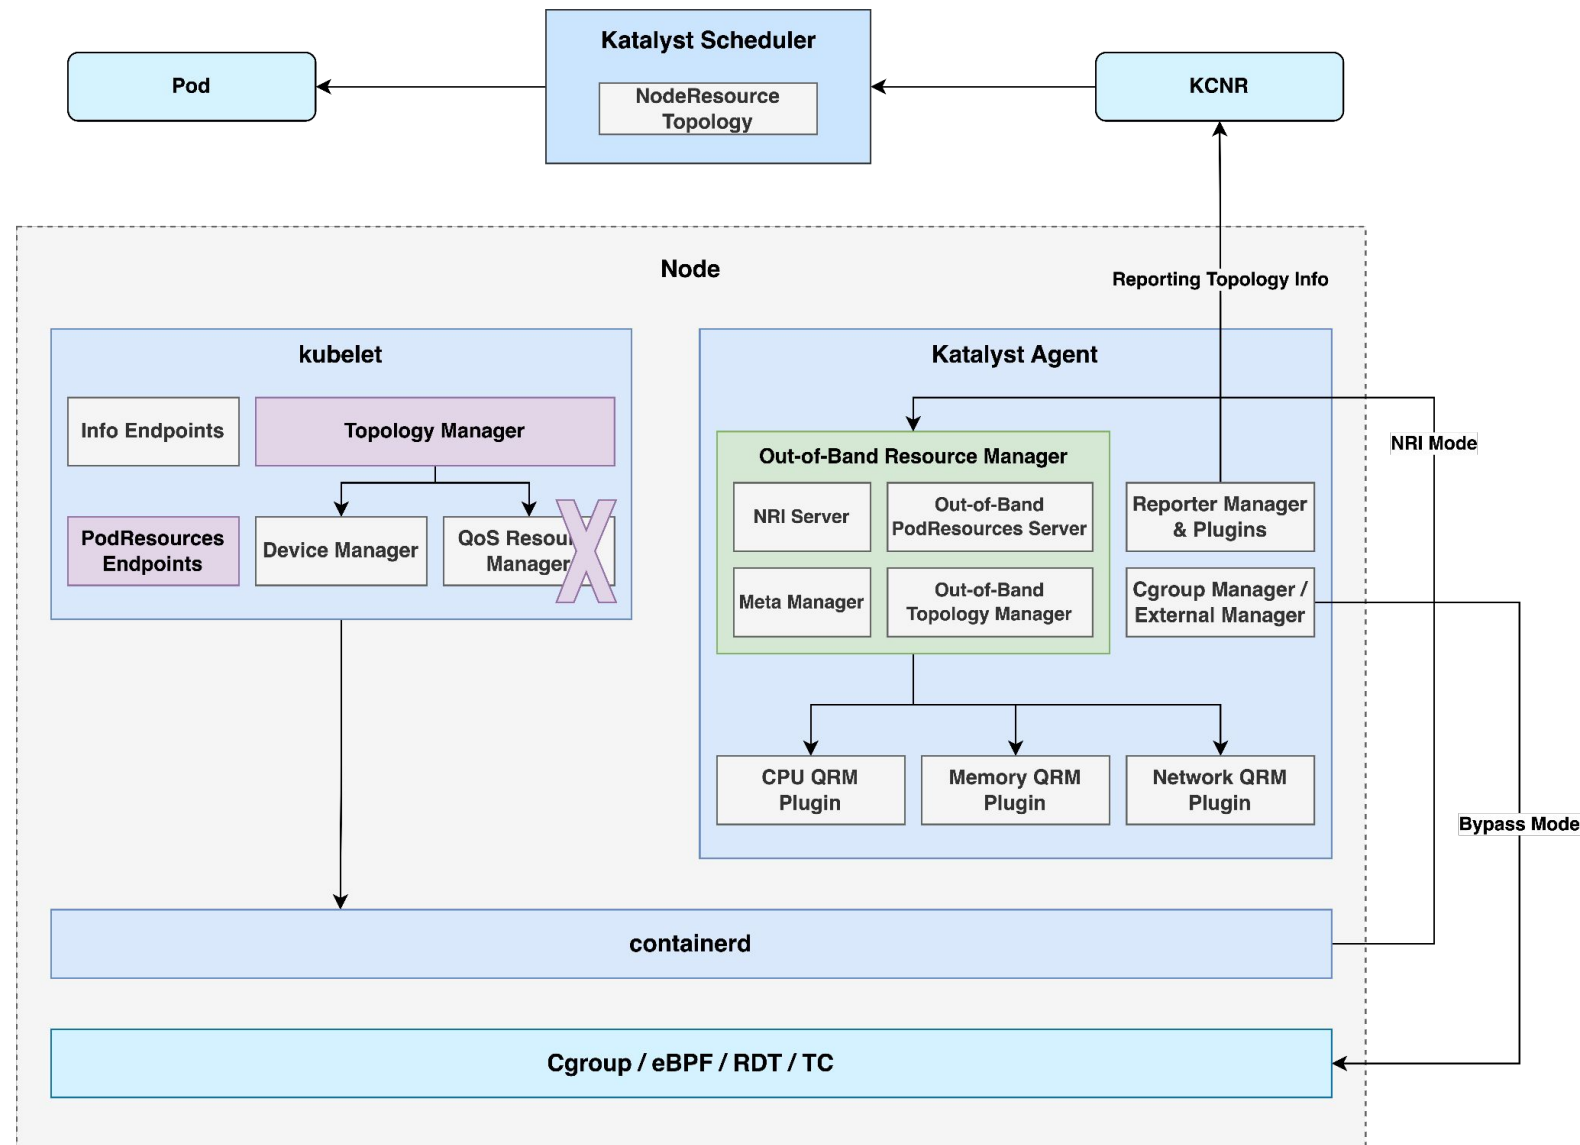 Katalyst Scheduler
Pod
NodeResource
Topology
KCNR
Node
Reporting Topology Info
kubelet
Info Endpoints
Topology Manager
PodResources
Endpoints
Device Manager
QoS
Manager
Katalyst Agent
NRI Mode
Out-of-Band Resource Manager
NRI Server
Out-of-Band
PodResources Server
Meta Manager
Out-of-Band
Topology Manager
Reporter Manager
& Plugins
Cgroup Manager /
External Manager
CPU QRM
Plugin
Memory QRM
Plugin
Network QRM
Plugin
Bypass Mode
containerd
Cgroup / eBPF / RDT / TC